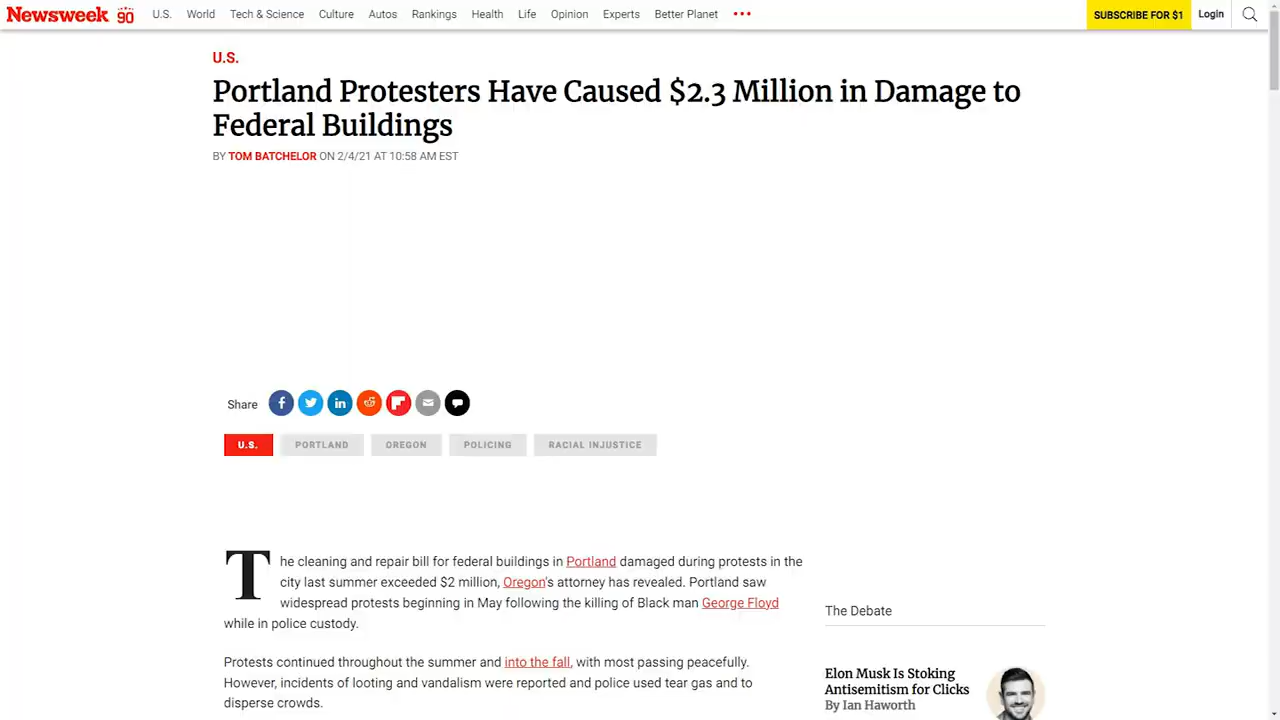 Newsweek 90 U.S. World Tech & Science Culture Autos Rankings Health Life Opinion Experts Better Planet ••• SUBSCRIBE FOR $1 Login
U.S.
Portland Protesters Have Caused $2.3 Million in Damage to
Federal Buildings
BY TOM BATCHELOR ON 2/4/21 AT 10:58 AM EST
Share
U.S. PORTLAND OREGON POLICING RACIAL INJUSTICE
The cleaning and repair bill for federal buildings in Portland damaged during protests in the
city last summer exceeded $2 million, Oregon's attorney has revealed. Portland saw
widespread protests beginning in May following the killing of Black man George Floyd
while in police custody.
Protests continued throughout the summer and into the fall, with most passing peacefully.
However, incidents of looting and vandalism were reported and police used tear gas and to
disperse crowds.
The Debate
Elon Musk Is Stoking
Antisemitism for Clicks
By Ian Haworth